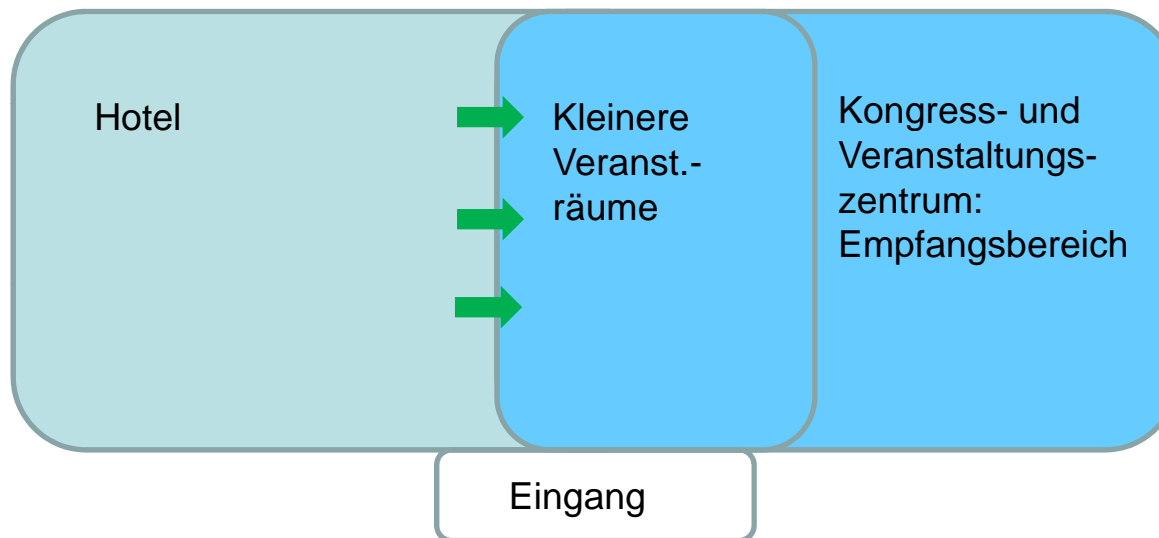 Hotel
Kleinere
Veranst.-
räume
Kongress- und
Veranstaltungs-
zentrum:
Empfangsbereich
Eingang